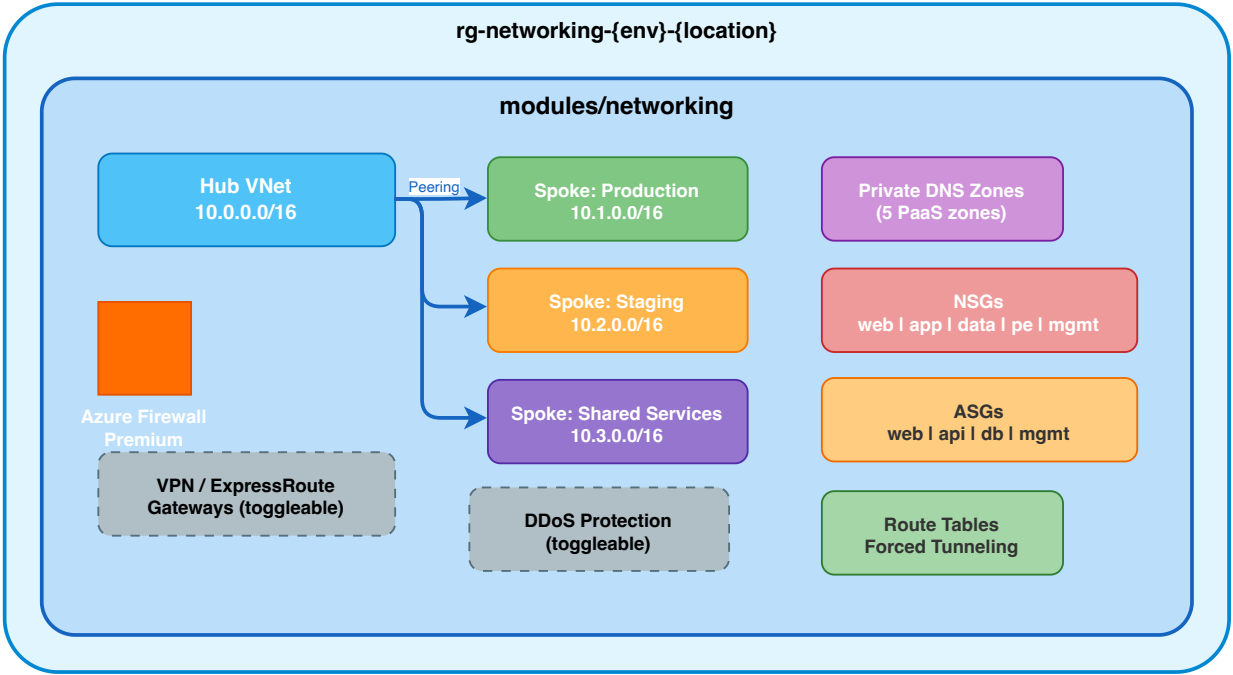 rg-networking-{env}-{location}
modules/networking
Hub VNet
10.0.0.0/16
Peering
Spoke: Production
10.1.0.0/16
Private DNS Zones
(5 PaaS zones)
Spoke: Staging
10.2.0.0/16
NSGs
web | app | data | pe | mgmt
Azure Firewall
Premium
Spoke: Shared Services
10.3.0.0/16
ASGs
web | api | db | mgmt
VPN / ExpressRoute
Gateways (toggleable)
DDoS Protection
(toggleable)
Route Tables
Forced Tunneling